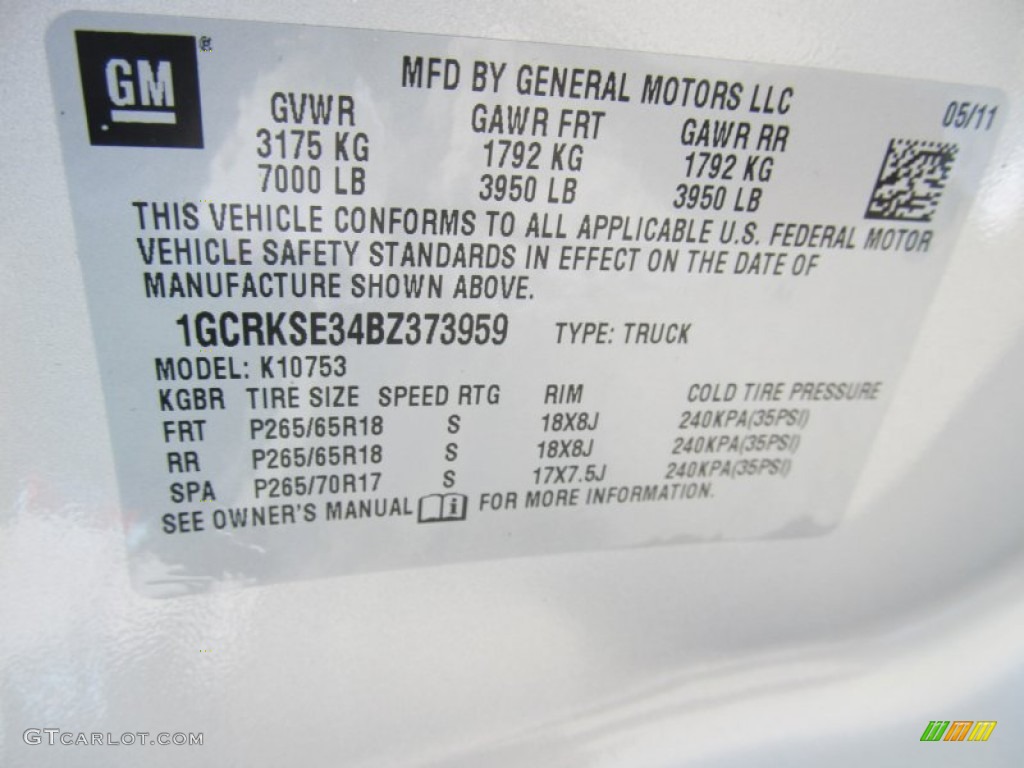 GM ®
MFD BY GENERAL MOTORS LLC
05/11
GVWR GAWR FRT GAWR RR
3175 KG 1792 KG 1792 KG
7000 LB 3950 LB 3950 LB
THIS VEHICLE CONFORMS TO ALL APPLICABLE U.S. FEDERAL MOTOR
VEHICLE SAFETY STANDARDS IN EFFECT ON THE DATE OF
MANUFACTURE SHOWN ABOVE.
1GCRKSE34BZ373959 TYPE: TRUCK
MODEL: K10753
KGBR TIRE SIZE SPEED RTG RIM COLD TIRE PRESSURE
FRT P265/65R18 S 18X8J 240KPA(35PSI)
RR P265/65R18 S 18X8J 240KPA(35PSI)
SPA P265/70R17 S 17X7.5J 240KPA(35PSI)
SEE OWNER'S MANUAL i FOR MORE INFORMATION.
GTCARLOT.COM